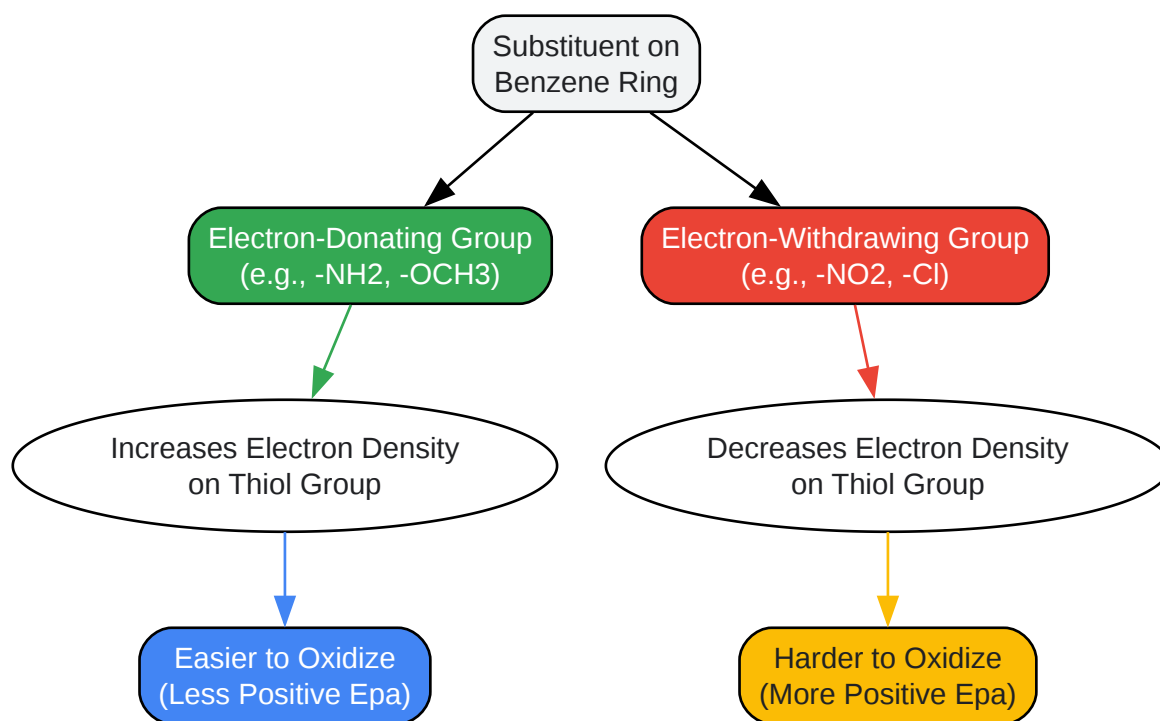 Substituent on
Benzene Ring
Electron-Donating Group
(e.g., -NH2, -OCH3)
Electron-Withdrawing Group
(e.g., -NO2, -Cl)
Increases Electron Density
on Thiol Group
Decreases Electron Density
on Thiol Group
Easier to Oxidize
(Less Positive Epa)
Harder to Oxidize
(More Positive Epa)